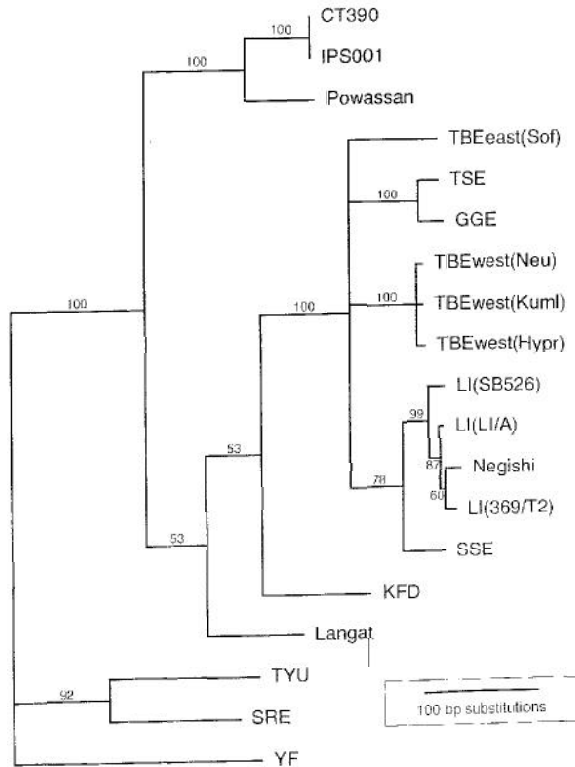 CT390
100
IPS001
100
Powassan
TBEeast(Sof)
TSE
100
GGE
TBEwest(Neu)
100
TBEwest(Kuml)
100
100
TBEwest(Hypr)
LI(SB526)
99
LI(LI/A)
53
87
Negishi
78
60
LI(369/T2)
53
SSE
KFD
Langat
TYU
92
SRE
100 bp substitutions
YF